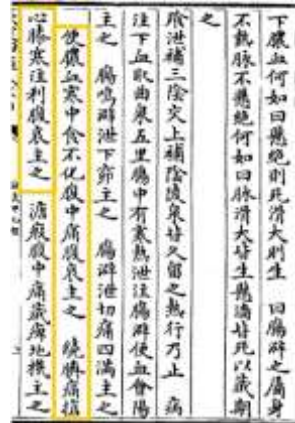 下膿血何如曰懸絕則死滑大則生　曰腸澼之屬身
不熱脉不懸絕何如曰脉滑大皆生懸濇皆死以藏期
之
飱泄補三陰交上補陰陵泉皆久留之熱行乃止　病
注下血取曲泉五里腸中有寒熱泄注腸澼便血會陽
主之　腸鳴澼泄下窌主之　腸澼泄切痛四滿主之
便膿血寒中食不化腹中痛腹哀主之　繞臍痛搶
心膝寒注利腹哀主之　溏瘕腹中痛藏痺地機主之